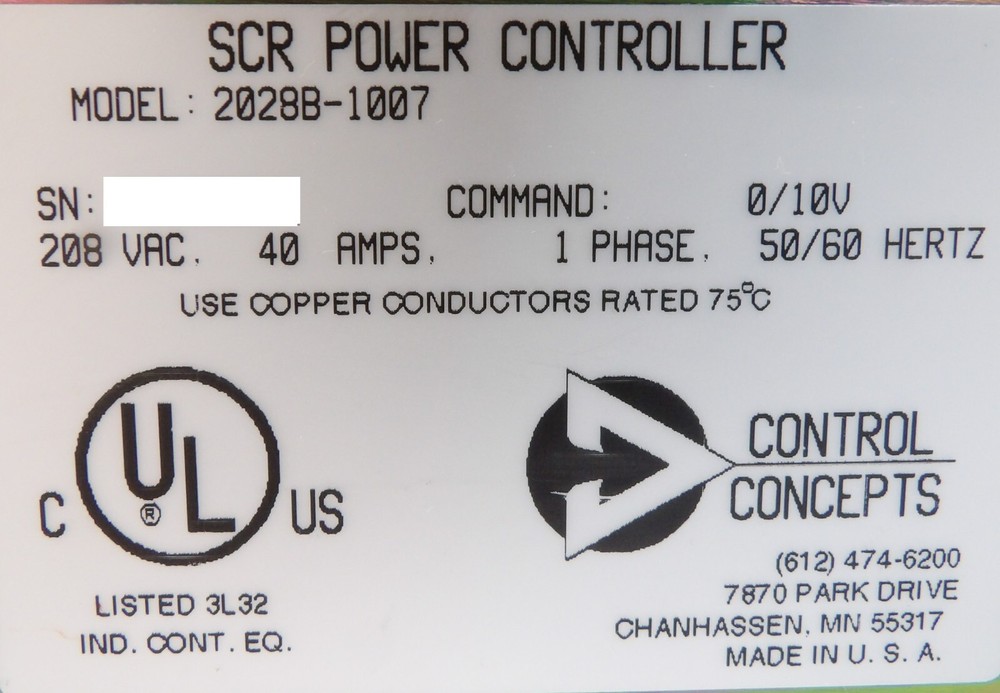 SCR POWER CONTROLLER
MODEL: 2028B-1007
SN: COMMAND: 0/10V
208 VAC. 40 AMPS, 1 PHASE, 50/60 HERTZ
USE COPPER CONDUCTORS RATED 75°C
C UL ® US
LISTED 3L32
IND. CONT. EQ.
CONTROL
CONCEPTS
(612) 474-6200
7870 PARK DRIVE
CHANHASSEN, MN 55317
MADE IN U. S. A.